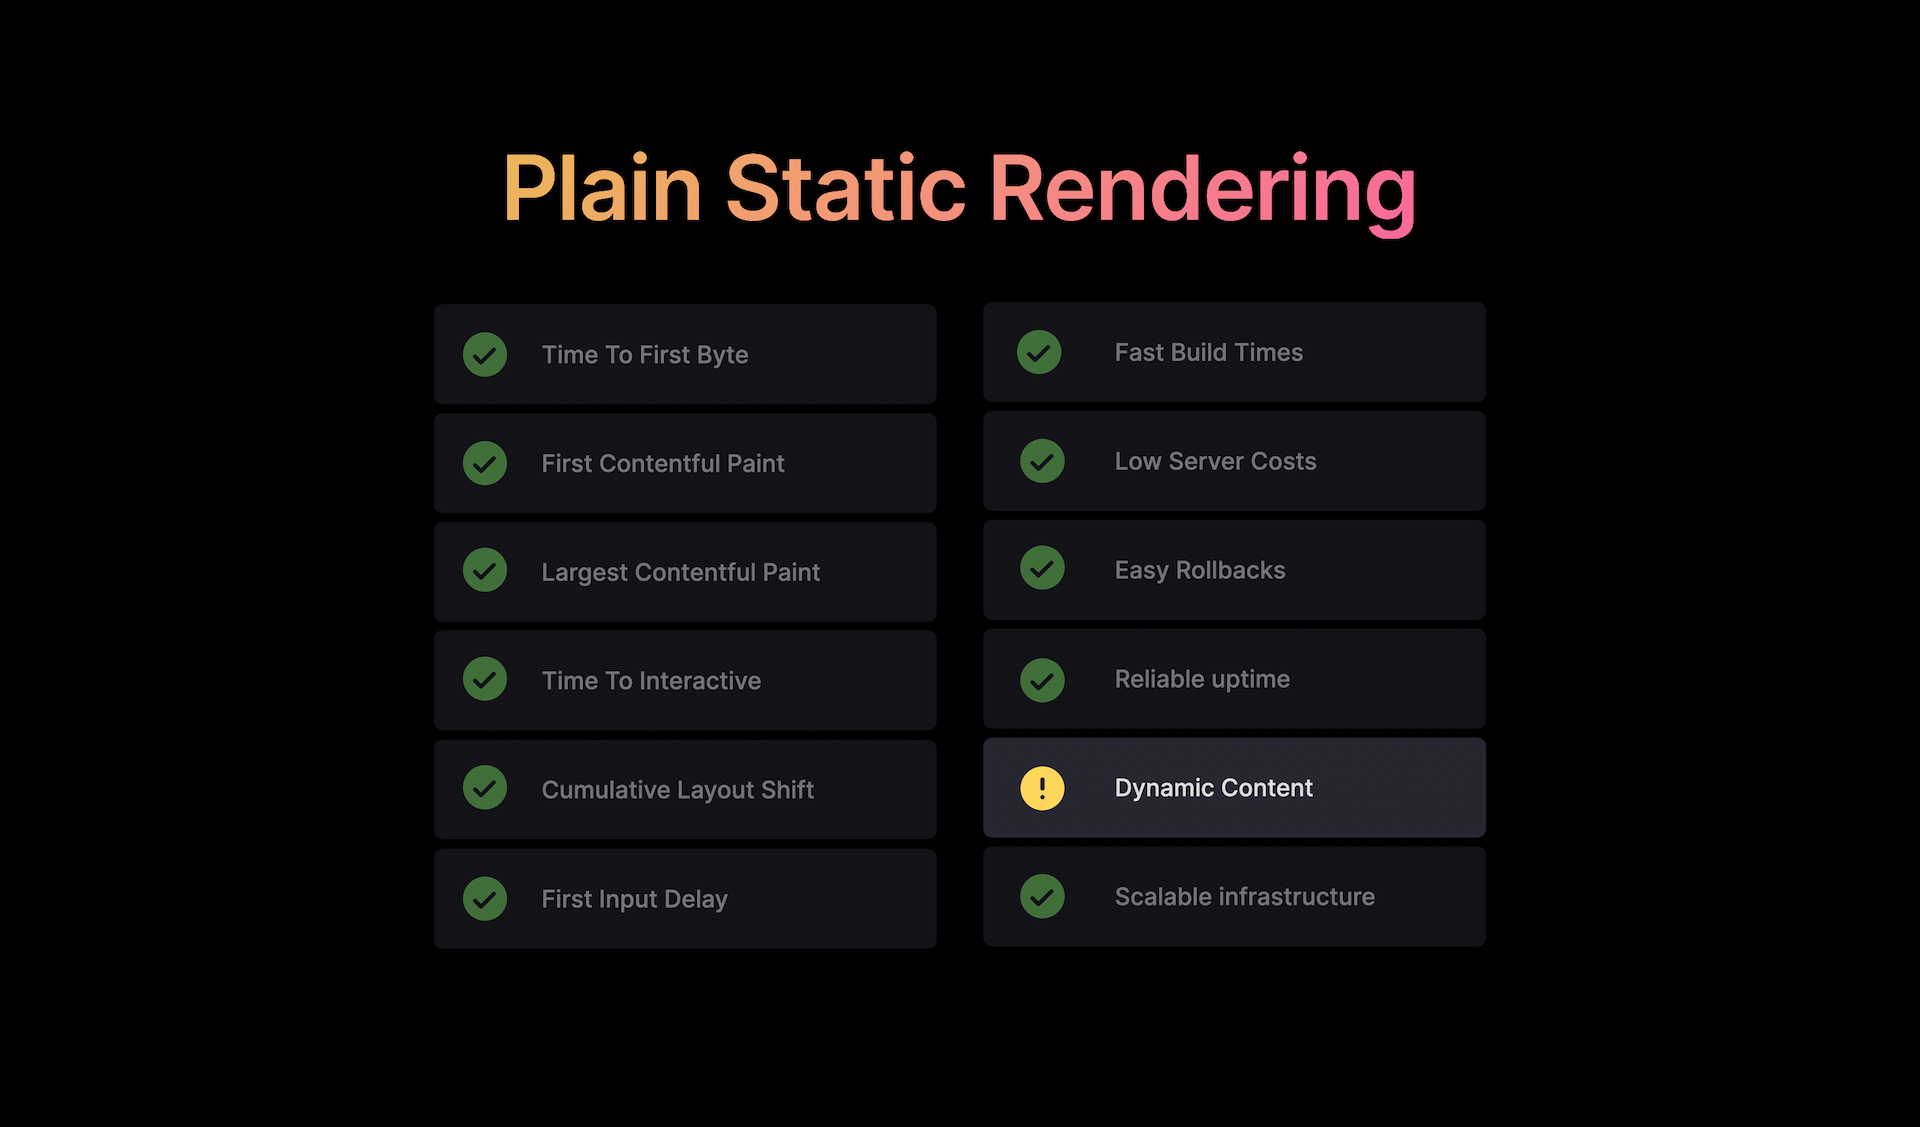 Plain Static Rendering
Time To First Byte
First Contentful Paint
Largest Contentful Paint
Time To Interactive
Cumulative Layout Shift
First Input Delay
Fast Build Times
Low Server Costs
Easy Rollbacks
Reliable uptime
Dynamic Content
Scalable infrastructure